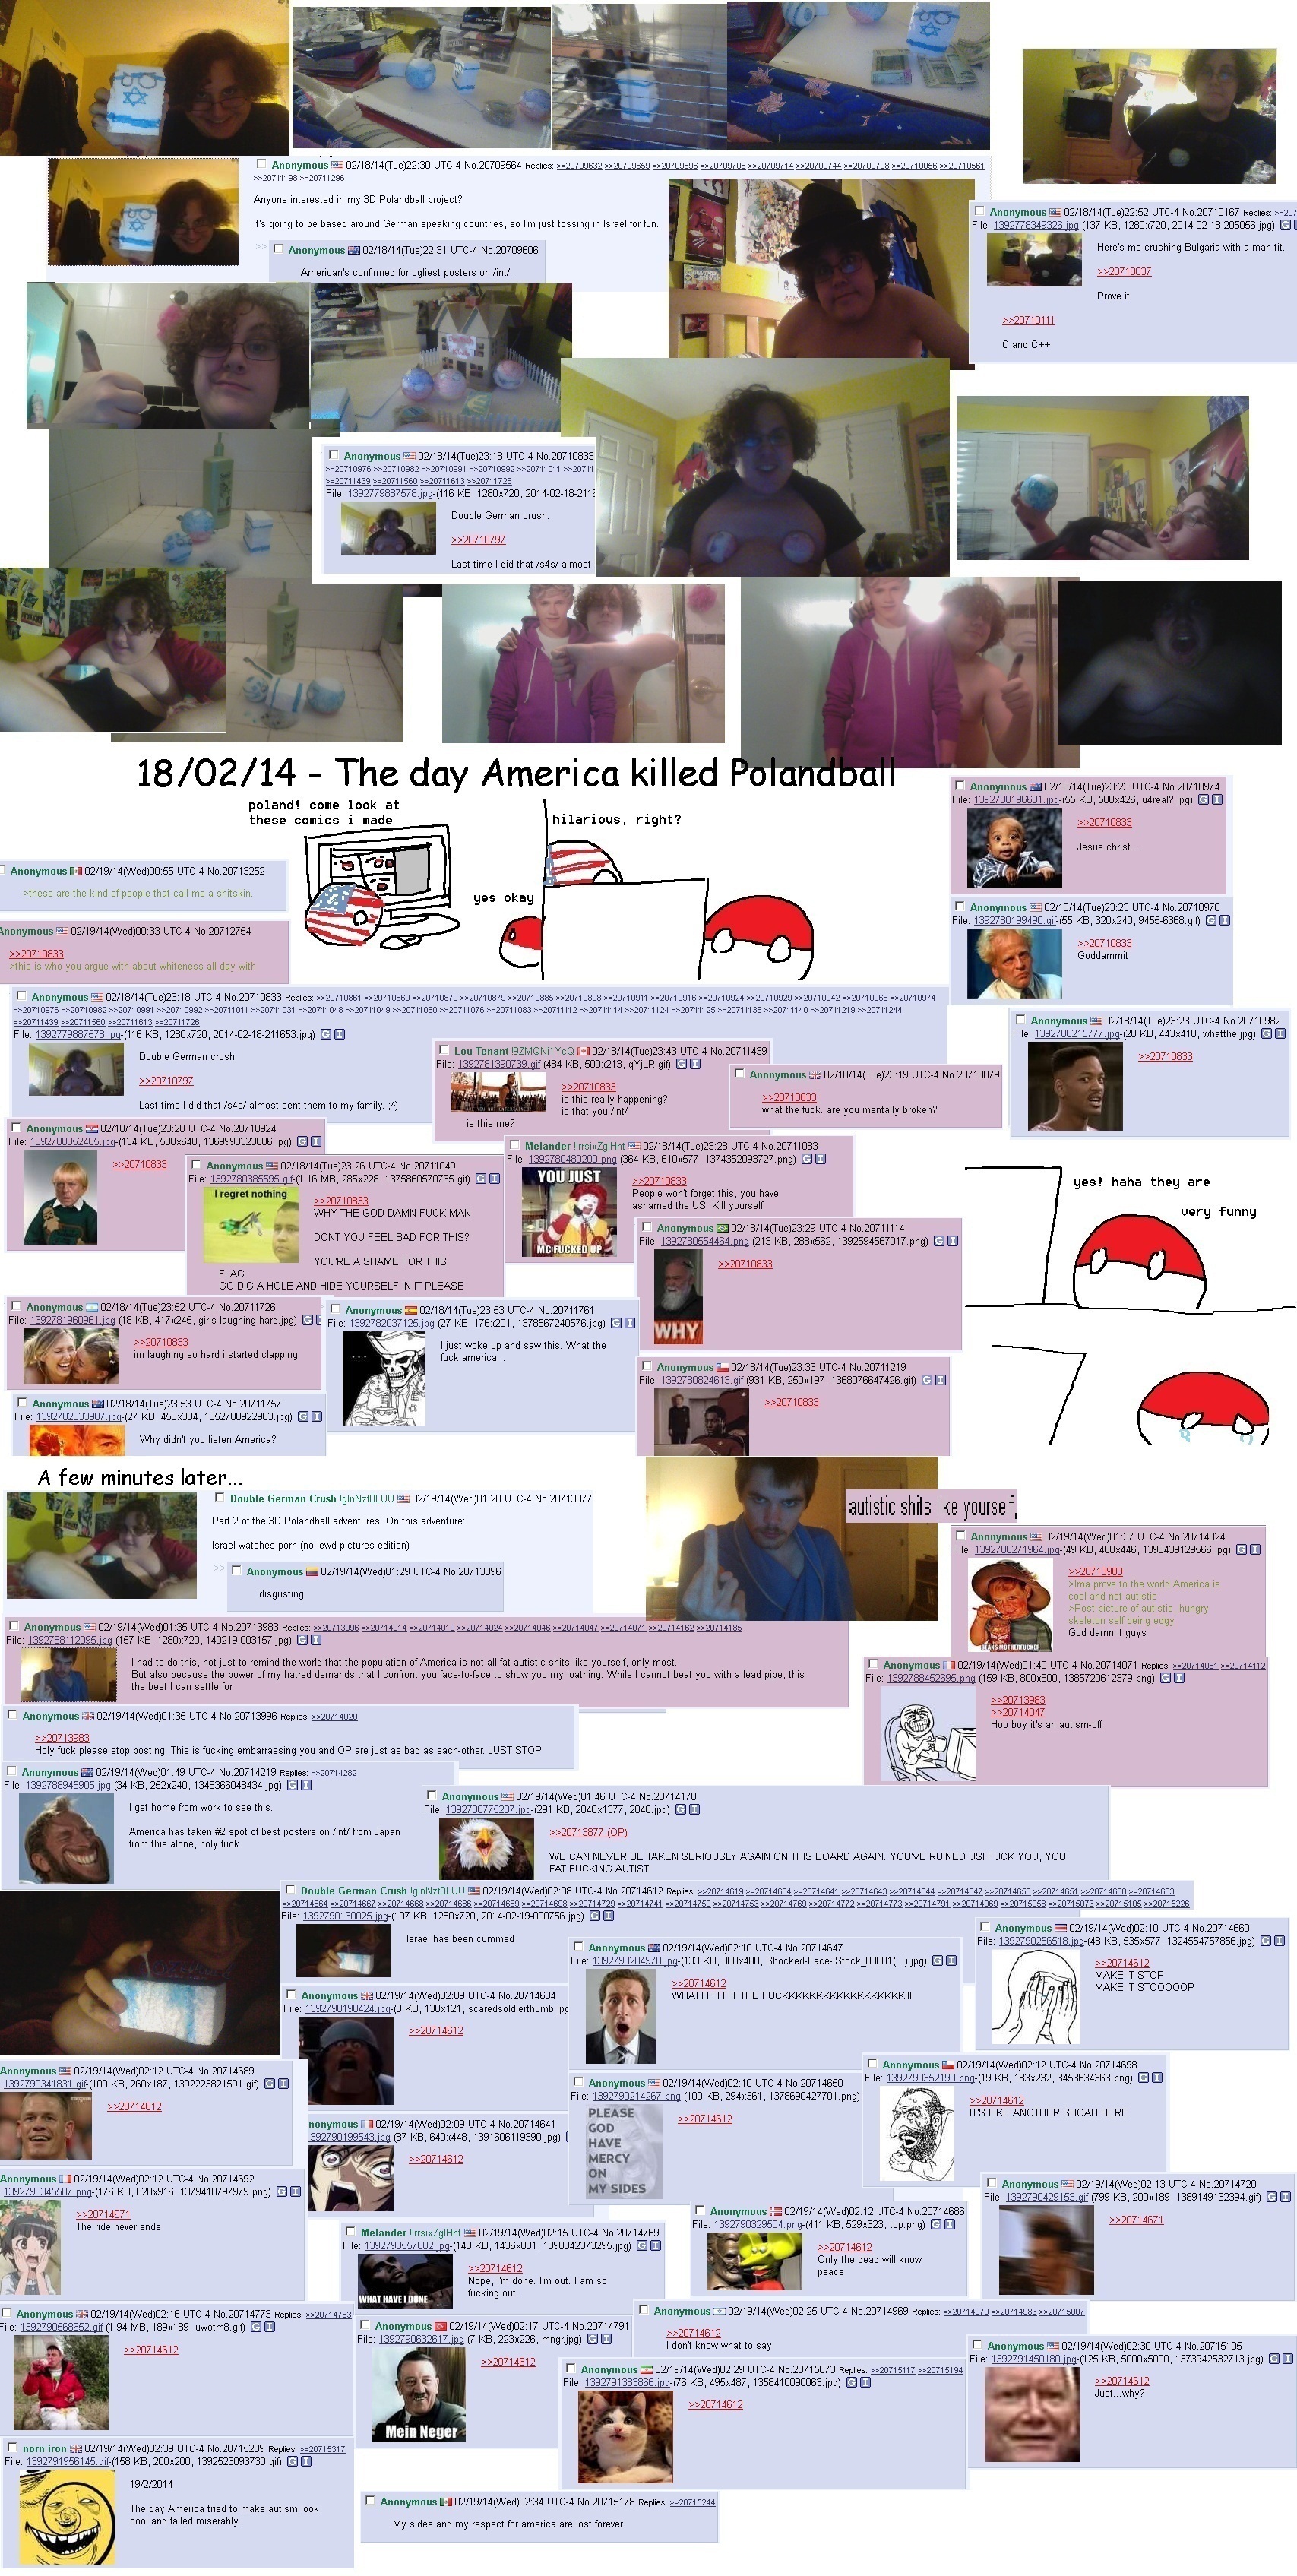 Anonymous 02/18/14(Tue)22:30 UTC-4 No.20709564 Replies: >>20709632 >>20709659 >>20709696 >>20709708 >>20709714 >>20709744 >>20709798 >>20710056 >>20710561
>>20711198 >>20711296
Anyone interested in my 3D Polandball project?
It's going to be based around German speaking countries, so I'm just tossing in Israel for fun.
Anonymous 02/18/14(Tue)22:31 UTC-4 No.20709606
American's confirmed for ugliest posters on /int/.
Anonymous 02/18/14(Tue)22:52 UTC-4 No.20710167 Replies:
File: 1392778349326.jpg-(137 KB, 1280x720, 2014-02-18-205056.jpg)
Here's me crushing Bulgaria with a man tit.
>>20710037
Prove it
>>20710111
C and C++
Anonymous 02/18/14(Tue)23:18 UTC-4 No.20710833
>>20710976 >>20710982 >>20710991 >>20710992 >>20711011 >>20711
>>20711439 >>20711560 >>20711613 >>20711726
File: 1392779887578.jpg-(116 KB, 1280x720, 2014-02-18-211
Double German crush.
>>20710797
Last time I did that /s4s/ almost
18/02/14 - The day America killed Polandball
poland! come look at
these comics i made
yes okay
hilarious, right?
Anonymous 02/18/14(Tue)23:23 UTC-4 No.20710974
File: 1392780196681.jpg-(55 KB, 500x426, u4real?.jpg)
>>20710833
Jesus christ...
Anonymous 02/19/14(Wed)00:55 UTC-4 No.20713252
>these are the kind of people that call me a shitskin.
Anonymous 02/18/14(Tue)23:23 UTC-4 No.20710976
File: 1392780199490.gif-(55 KB, 320x240, 9455-6368.gif)
>>20710833
Goddammit
Anonymous 02/19/14(Wed)00:33 UTC-4 No.20712754
>>20710833
>this is who you argue with about whiteness all day with
Anonymous 02/18/14(Tue)23:18 UTC-4 No.20710833 Replies: >>20710861 >>20710869 >>20710870 >>20710879 >>20710885 >>20710898 >>20710911 >>20710916 >>20710924 >>20710929 >>20710942 >>20710968 >>20710974
>>20710976 >>20710982 >>20710991 >>20710992 >>20711011 >>20711031 >>20711048 >>20711049 >>20711060 >>20711076 >>20711083 >>20711112 >>20711114 >>20711124 >>20711125 >>20711135 >>20711140 >>20711219 >>20711244
>>20711439 >>20711560 >>20711613 >>20711726
File: 1392779887578.jpg-(116 KB, 1280x720, 2014-02-18-211653.jpg)
Double German crush.
>>20710797
Last time I did that /s4s/ almost sent them to my family. ;^)
Anonymous 02/18/14(Tue)23:23 UTC-4 No.20710982
File: 1392780215777.jpg-(20 KB, 443x418, whatthe.jpg)
>>20710833
Lou Tenant !9ZMQNi1YcQ 02/18/14(Tue)23:43 UTC-4 No.20711439
File: 1392781390739.gif-(484 KB, 500x213, qYjLR.gif)
>>20710833
is this really happening?
is that you /int/
is this me?
Anonymous 02/18/14(Tue)23:19 UTC-4 No.20710879
>>20710833
what the fuck. are you mentally broken?
Anonymous 02/18/14(Tue)23:20 UTC-4 No.20710924
File: 1392780052405.jpg-(134 KB, 500x640, 1369993323606.jpg)
>>20710833
Anonymous 02/18/14(Tue)23:26 UTC-4 No.20711049
File: 1392780385595.gif-(1.16 MB, 285x228, 1375860570735.gif)
I regret nothing
>>20710833
WHY THE GOD DAMN FUCK MAN
DONT YOU FEEL BAD FOR THIS?
YOU'RE A SHAME FOR THIS
FLAG
GO DIG A HOLE AND HIDE YOURSELF IN IT PLEASE
Melander !!rrsixZglHnt 02/18/14(Tue)23:28 UTC-4 No.20711083
File: 1392780480200.png-(364 KB, 610x577, 1374352093727.png)
YOU JUST
MCFUCKED UP
>>20710833
People won't forget this, you have
ashamed the US. Kill yourself.
Anonymous 02/18/14(Tue)23:29 UTC-4 No.20711114
File: 1392780554464.png-(213 KB, 288x562, 1392594567017.png)
>>20710833
WHY
yes! haha they are
very funny
Anonymous 02/18/14(Tue)23:52 UTC-4 No.20711726
File: 1392781960961.jpg-(18 KB, 417x245, girls-laughing-hard.jpg)
>>20710833
im laughing so hard i started clapping
Anonymous 02/18/14(Tue)23:53 UTC-4 No.20711761
File: 1392782037125.jpg-(27 KB, 176x201, 1378567240576.jpg)
I just woke up and saw this. What the
fuck america...
Anonymous 02/18/14(Tue)23:33 UTC-4 No.20711219
File: 1392780824613.gif-(931 KB, 250x197, 1368076647426.gif)
>>20710833
Anonymous 02/18/14(Tue)23:53 UTC-4 No.20711757
File: 1392782033987.jpg-(27 KB, 450x304, 1352788922983.jpg)
Why didn't you listen America?
A few minutes later...
Double German Crush !glnNzt0LUU 02/19/14(Wed)01:28 UTC-4 No.20713877
Part 2 of the 3D Polandball adventures. On this adventure:
Israel watches porn (no lewd pictures edition)
Anonymous 02/19/14(Wed)01:29 UTC-4 No.20713896
disgusting
autistic shits like yourself,
Anonymous 02/19/14(Wed)01:37 UTC-4 No.20714024
File: 1392788271964.jpg-(49 KB, 400x446, 1390439129566.jpg)
BEANS MOTHERFUCKER
>>20713983
>Ima prove to the world America is
cool and not autistic
>Post picture of autistic, hungry
skeleton self being edgy
God damn it guys
Anonymous 02/19/14(Wed)01:35 UTC-4 No.20713983 Replies: >>20713996 >>20714014 >>20714019 >>20714024 >>20714046 >>20714047 >>20714071 >>20714162 >>20714185
File: 1392788112095.jpg-(157 KB, 1280x720, 140219-003157.jpg)
I had to do this, not just to remind the world that the population of America is not all fat autistic shits like yourself, only most.
But also because the power of my hatred demands that I confront you face-to-face to show you my loathing. While I cannot beat you with a lead pipe, this
the best I can settle for.
Anonymous 02/19/14(Wed)01:40 UTC-4 No.20714071 Replies: >>20714081 >>20714112
File: 1392788452695.png-(159 KB, 800x800, 1385720612379.png)
>>20713983
>>20714047
Hoo boy it's an autism-off
Anonymous 02/19/14(Wed)01:35 UTC-4 No.20713996 Replies: >>20714020
>>20713983
Holy fuck please stop posting. This is fucking embarrassing you and OP are just as bad as each-other. JUST STOP
Anonymous 02/19/14(Wed)01:49 UTC-4 No.20714219 Replies: >>20714282
File: 1392788945905.jpg-(34 KB, 252x240, 1348366048434.jpg)
I get home from work to see this.
America has taken #2 spot of best posters on /int/ from Japan
from this alone, holy fuck.
Anonymous 02/19/14(Wed)01:46 UTC-4 No.20714170
File: 1392788775287.jpg-(291 KB, 2048x1377, 2048.jpg)
>>20713877 (OP)
WE CAN NEVER BE TAKEN SERIOUSLY AGAIN ON THIS BOARD AGAIN. YOU'VE RUINED US! FUCK YOU, YOU
FAT FUCKING AUTIST!
Double German Crush !glnNzt0LUU 02/19/14(Wed)02:08 UTC-4 No.20714612 Replies: >>20714619 >>20714634 >>20714641 >>20714643 >>20714644 >>20714647 >>20714650 >>20714651 >>20714660 >>20714663
>>20714664 >>20714667 >>20714668 >>20714686 >>20714689 >>20714698 >>20714729 >>20714741 >>20714750 >>20714753 >>20714769 >>20714772 >>20714773 >>20714791 >>20714969 >>20715058 >>20715073 >>20715105 >>20715226
File: 1392790130025.jpg-(107 KB, 1280x720, 2014-02-19-000756.jpg)
Israel has been cummed
Anonymous 02/19/14(Wed)02:10 UTC-4 No.20714647
File: 1392790204978.jpg-(133 KB, 300x400, Shocked-Face-iStock_00001(...).jpg)
>>20714612
WHATTTTTTTT THE FUCKKKKKKKKKKKKKKKKKKK!!!
Anonymous 02/19/14(Wed)02:10 UTC-4 No.20714660
File: 1392790256518.jpg-(48 KB, 535x577, 1324554757856.jpg)
>>20714612
MAKE IT STOP
MAKE IT STOOOOOP
Anonymous 02/19/14(Wed)02:09 UTC-4 No.20714634
File: 1392790190424.jpg-(3 KB, 130x121, scaredsoldierthumb.jpg
>>20714612
Anonymous 02/19/14(Wed)02:12 UTC-4 No.20714689
1392790341831.gif-(100 KB, 260x187, 1392223821591.gif)
>>20714612
Anonymous 02/19/14(Wed)02:10 UTC-4 No.20714650
File: 1392790214267.png-(100 KB, 294x361, 1378690427701.png)
PLEASE
GOD
HAVE
MERCY
ON
MY SIDES
>>20714612
Anonymous 02/19/14(Wed)02:12 UTC-4 No.20714698
File: 1392790352190.png-(19 KB, 183x232, 3453634363.png)
>>20714612
IT'S LIKE ANOTHER SHOAH HERE
nonymous 02/19/14(Wed)02:09 UTC-4 No.20714641
392790199543.jpg-(87 KB, 640x448, 1391606119390.jpg)
>>20714612
Anonymous 02/19/14(Wed)02:12 UTC-4 No.20714692
1392790345587.png-(176 KB, 620x916, 1379418797979.png)
>>20714671
The ride never ends
Anonymous 02/19/14(Wed)02:13 UTC-4 No.20714720
File: 1392790429153.gif-(799 KB, 200x189, 1389149132394.gif)
>>20714671
Melander !!rrsixZglHnt 02/19/14(Wed)02:15 UTC-4 No.20714769
File: 1392790557802.jpg-(143 KB, 1436x831, 1390342373295.jpg)
WHAT HAVE I DONE
>>20714612
Nope, I'm done. I'm out. I am so
fucking out.
Anonymous 02/19/14(Wed)02:12 UTC-4 No.20714686
File: 1392790329504.png-(411 KB, 529x323, top.png)
>>20714612
Only the dead will know
peace
Anonymous 02/19/14(Wed)02:16 UTC-4 No.20714773 Replies: >>20714783
File: 1392790568652.gif-(1.94 MB, 189x189, uwotm8.gif)
>>20714612
Anonymous 02/19/14(Wed)02:17 UTC-4 No.20714791
File: 1392790632617.jpg-(7 KB, 223x226, mngr.jpg)
>>20714612
Mein Neger
Anonymous 02/19/14(Wed)02:25 UTC-4 No.20714969 Replies: >>20714979 >>20714983 >>20715007
>>20714612
I don't know what to say
Anonymous 02/19/14(Wed)02:29 UTC-4 No.20715073 Replies: >>20715117 >>20715194
File: 1392791383866.jpg-(76 KB, 495x487, 1358410090063.jpg)
>>20714612
Anonymous 02/19/14(Wed)02:30 UTC-4 No.20715105
File: 1392791450180.jpg-(125 KB, 5000x5000, 1373942532713.jpg)
>>20714612
Just...why?
norn iron 02/19/14(Wed)02:39 UTC-4 No.20715289 Replies: >>20715317
File: 1392791956145.gif-(158 KB, 200x200, 1392523093730.gif)
19/2/2014
The day America tried to make autism look
cool and failed miserably.
Anonymous 02/19/14(Wed)02:34 UTC-4 No.20715178 Replies: >>20715244
My sides and my respect for america are lost forever